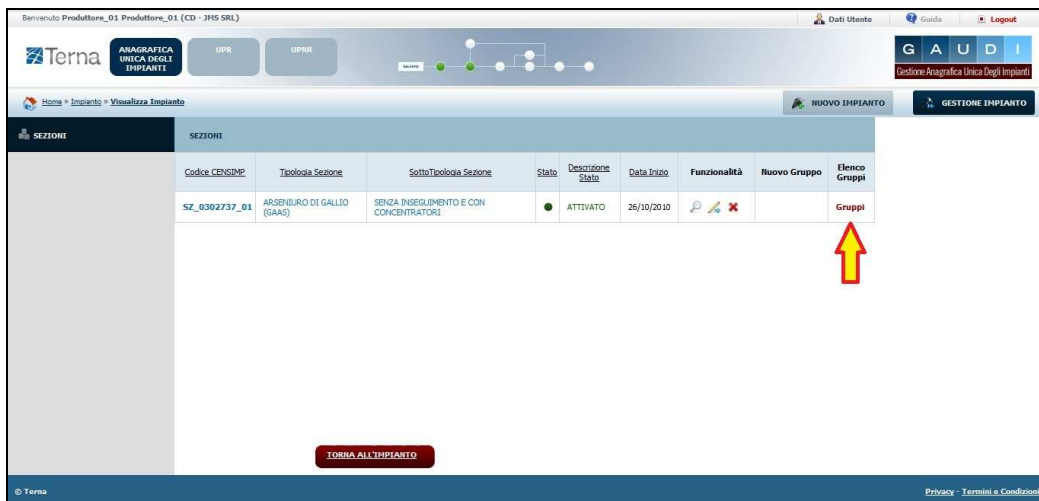 Benvenuto Produttore_01 Produttore_01 (CD - JMS SRL)
Dati Utente
Guida
Logout
Terna
ANAGRAFICA
UNICA DEGLI
IMPIANTI
UPR
UPNR
G A U D I
Gestione Anagrafica Unica Degli Impianti
Home » Impianto » Visualizza Impianto
NUOVO IMPIANTO
GESTIONE IMPIANTO
SEZIONI
SEZIONI
Codice CENSIMP
Tipologia Sezione
SottoTipologia Sezione
Stato
Descrizione
Stato
Data Inizio
Funzionalità
Nuovo Gruppo
Elenco
Gruppi
SZ_0302737_01
ARSENIURO DI GALLIO
(GAAS)
SENZA INSEGUIMENTO E CON
CONCENTRATORI
ATTIVATO
26/10/2010
Gruppi
TORNA ALL'IMPIANTO
© Terna
Privacy - Termini e Condizioni